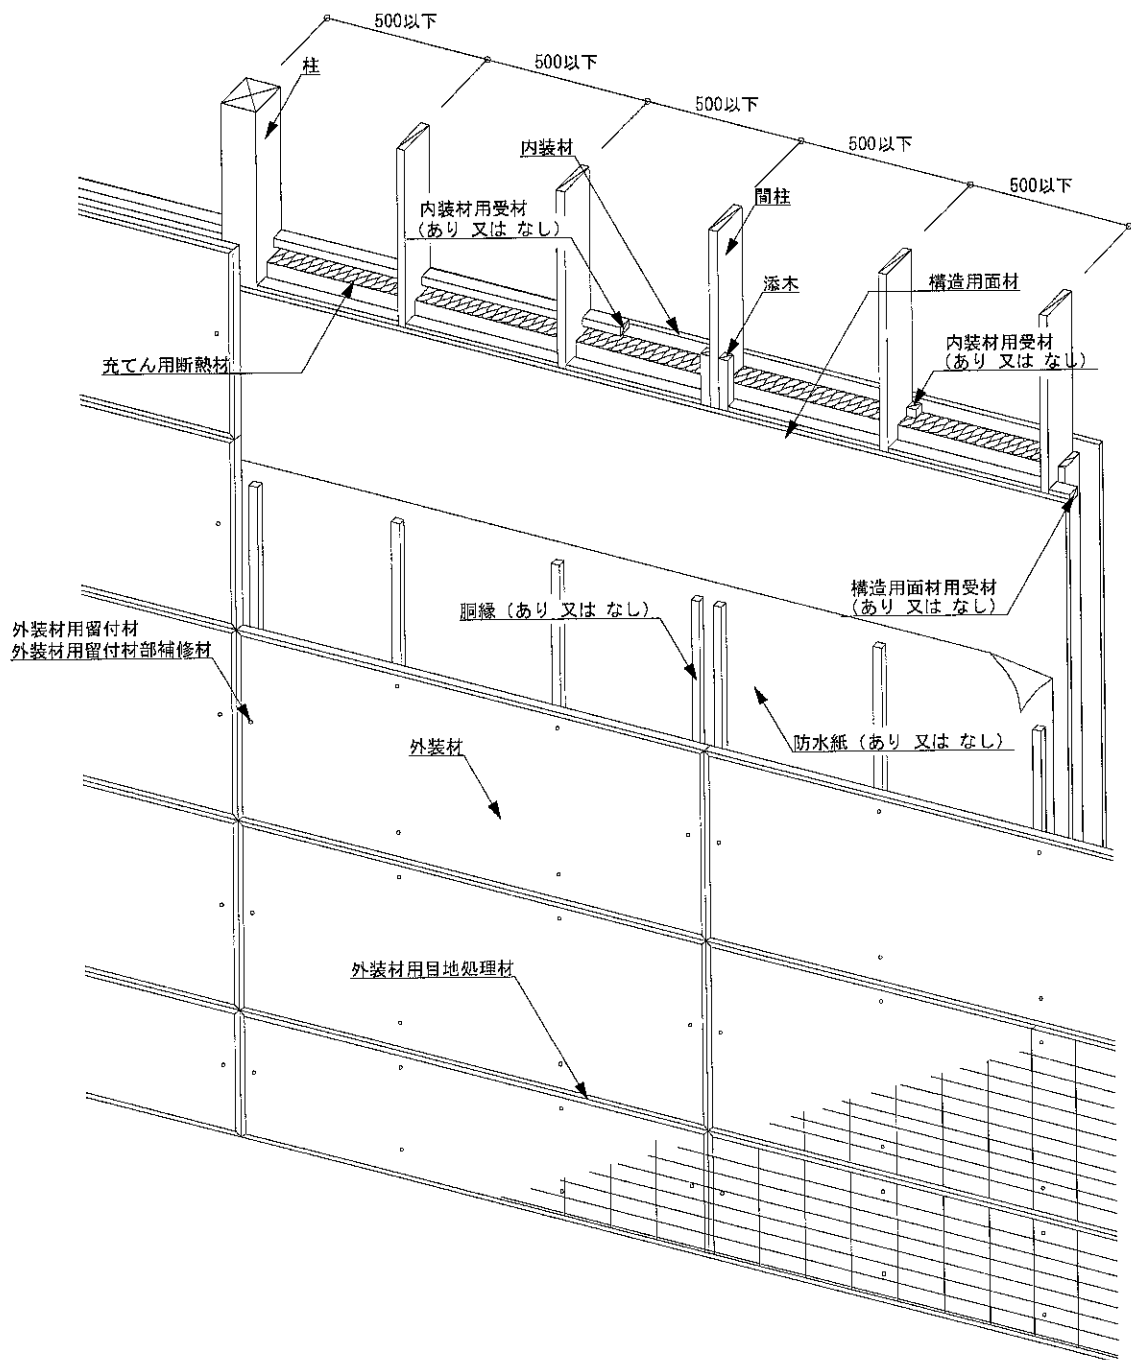 500以下
500以下
500以下
500以下
500以下
柱
内装材
内装材用受材
(あり 又は なし)
間柱
添木
構造用面材
内装材用受材
(あり 又は なし)
充てん用断熱材
構造用面材用受材
(あり 又は なし)
胴縁 (あり 又は なし)
外装材用留付材
外装材用留付材部補修材
防水紙 (あり 又は なし)
外装材
外装材用目地処理材